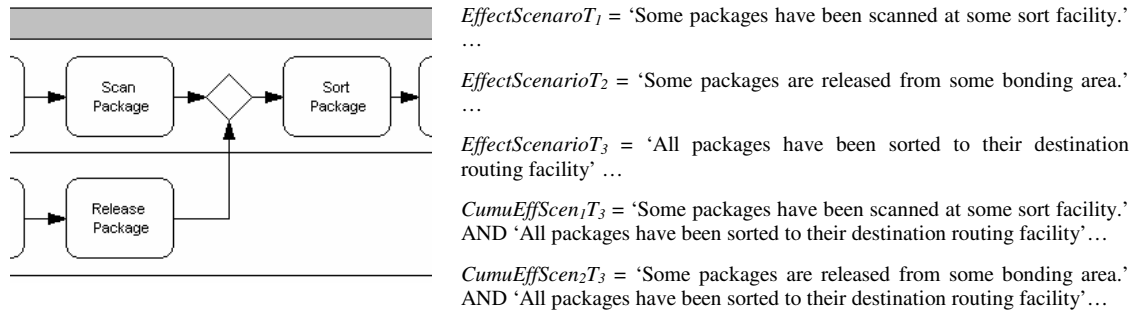 Scan
Package
Sort
Package
Release
Package
EffectScenaroT1 = ‘Some packages have been scanned at some sort facility.’
…
EffectScenarioT2 = ‘Some packages are released from some bonding area.’
…
EffectScenarioT3 = ‘All packages have been sorted to their destination
routing facility’ …
CumuEffScen1T3 = ‘Some packages have been scanned at some sort facility.’
AND ‘All packages have been sorted to their destination routing facility’…
CumuEffScen2T3 = ‘Some packages are released from some bonding area.’
AND ‘All packages have been sorted to their destination routing facility’…